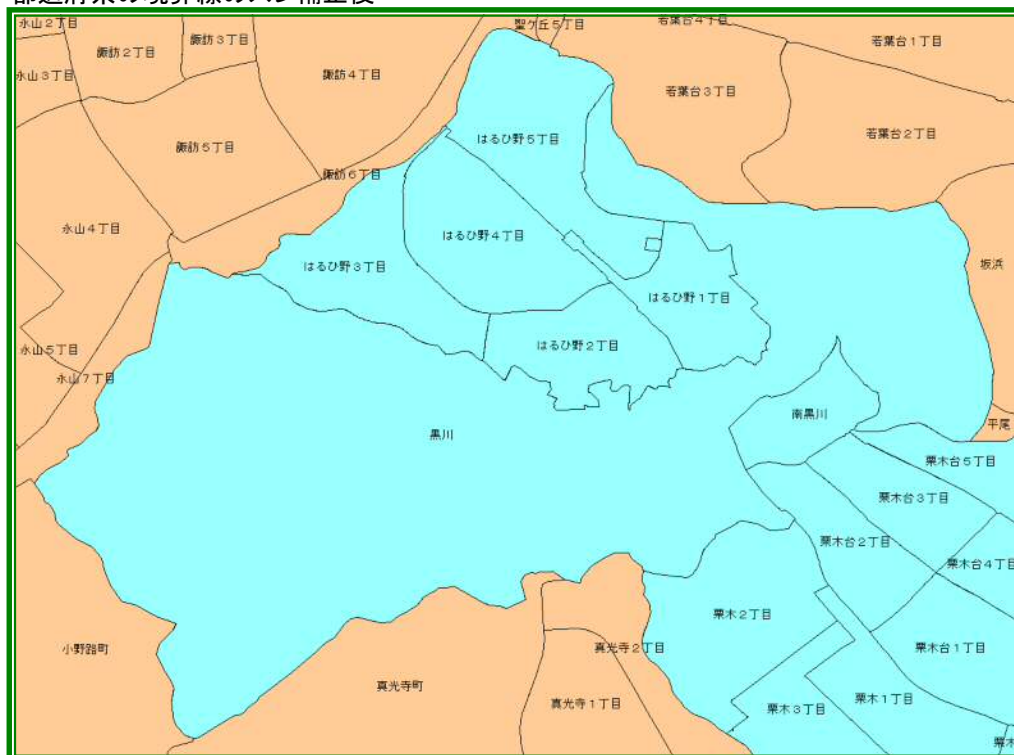 永山２丁目
諏訪２丁目
諏訪３丁目
聖ケ丘５丁目
若葉台４丁目
若葉台１丁目
永山３丁目
諏訪４丁目
若葉台３丁目
若葉台２丁目
諏訪５丁目
はるひ野５丁目
諏訪６丁目
永山４丁目
はるひ野４丁目
はるひ野３丁目
坂浜
はるひ野１丁目
永山５丁目
はるひ野２丁目
永山７丁目
南黒川
平尾
黒川
栗木台５丁目
栗木台３丁目
栗木台２丁目
栗木台４丁目
栗木２丁目
小野路町
真光寺２丁目
栗木台１丁目
真光寺町
真光寺１丁目
栗木３丁目
栗木１丁目